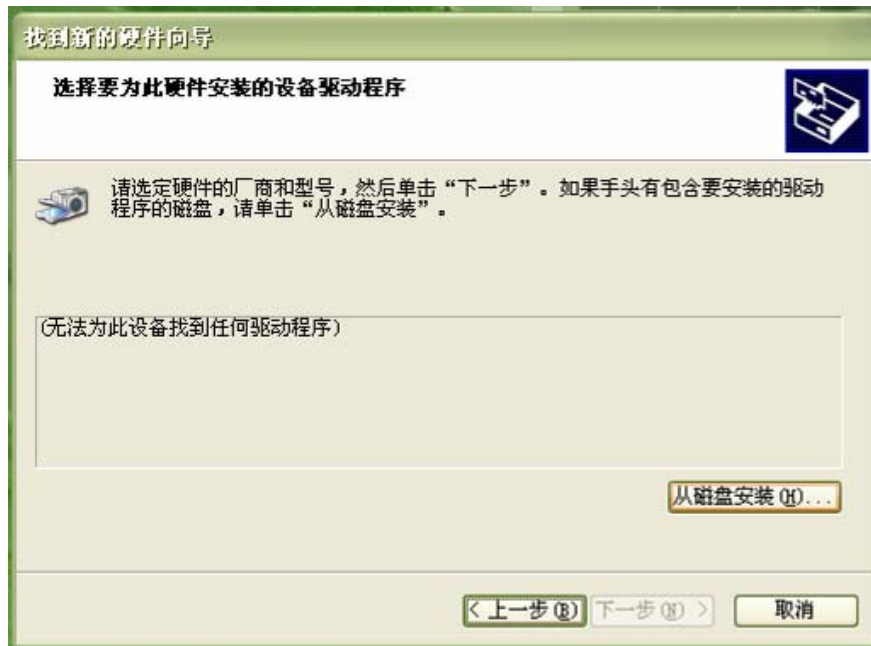 找到新的硬件向导
选择要为此硬件安装的设备驱动程序
请选定硬件的厂商和型号，然后单击“下一步”。如果手头有包含要安装的驱动
程序的磁盘，请单击“从磁盘安装”。
(无法为此设备找到任何驱动程序)
从磁盘安装(H)...
< 上一步(B)
下一步(N) >
取消